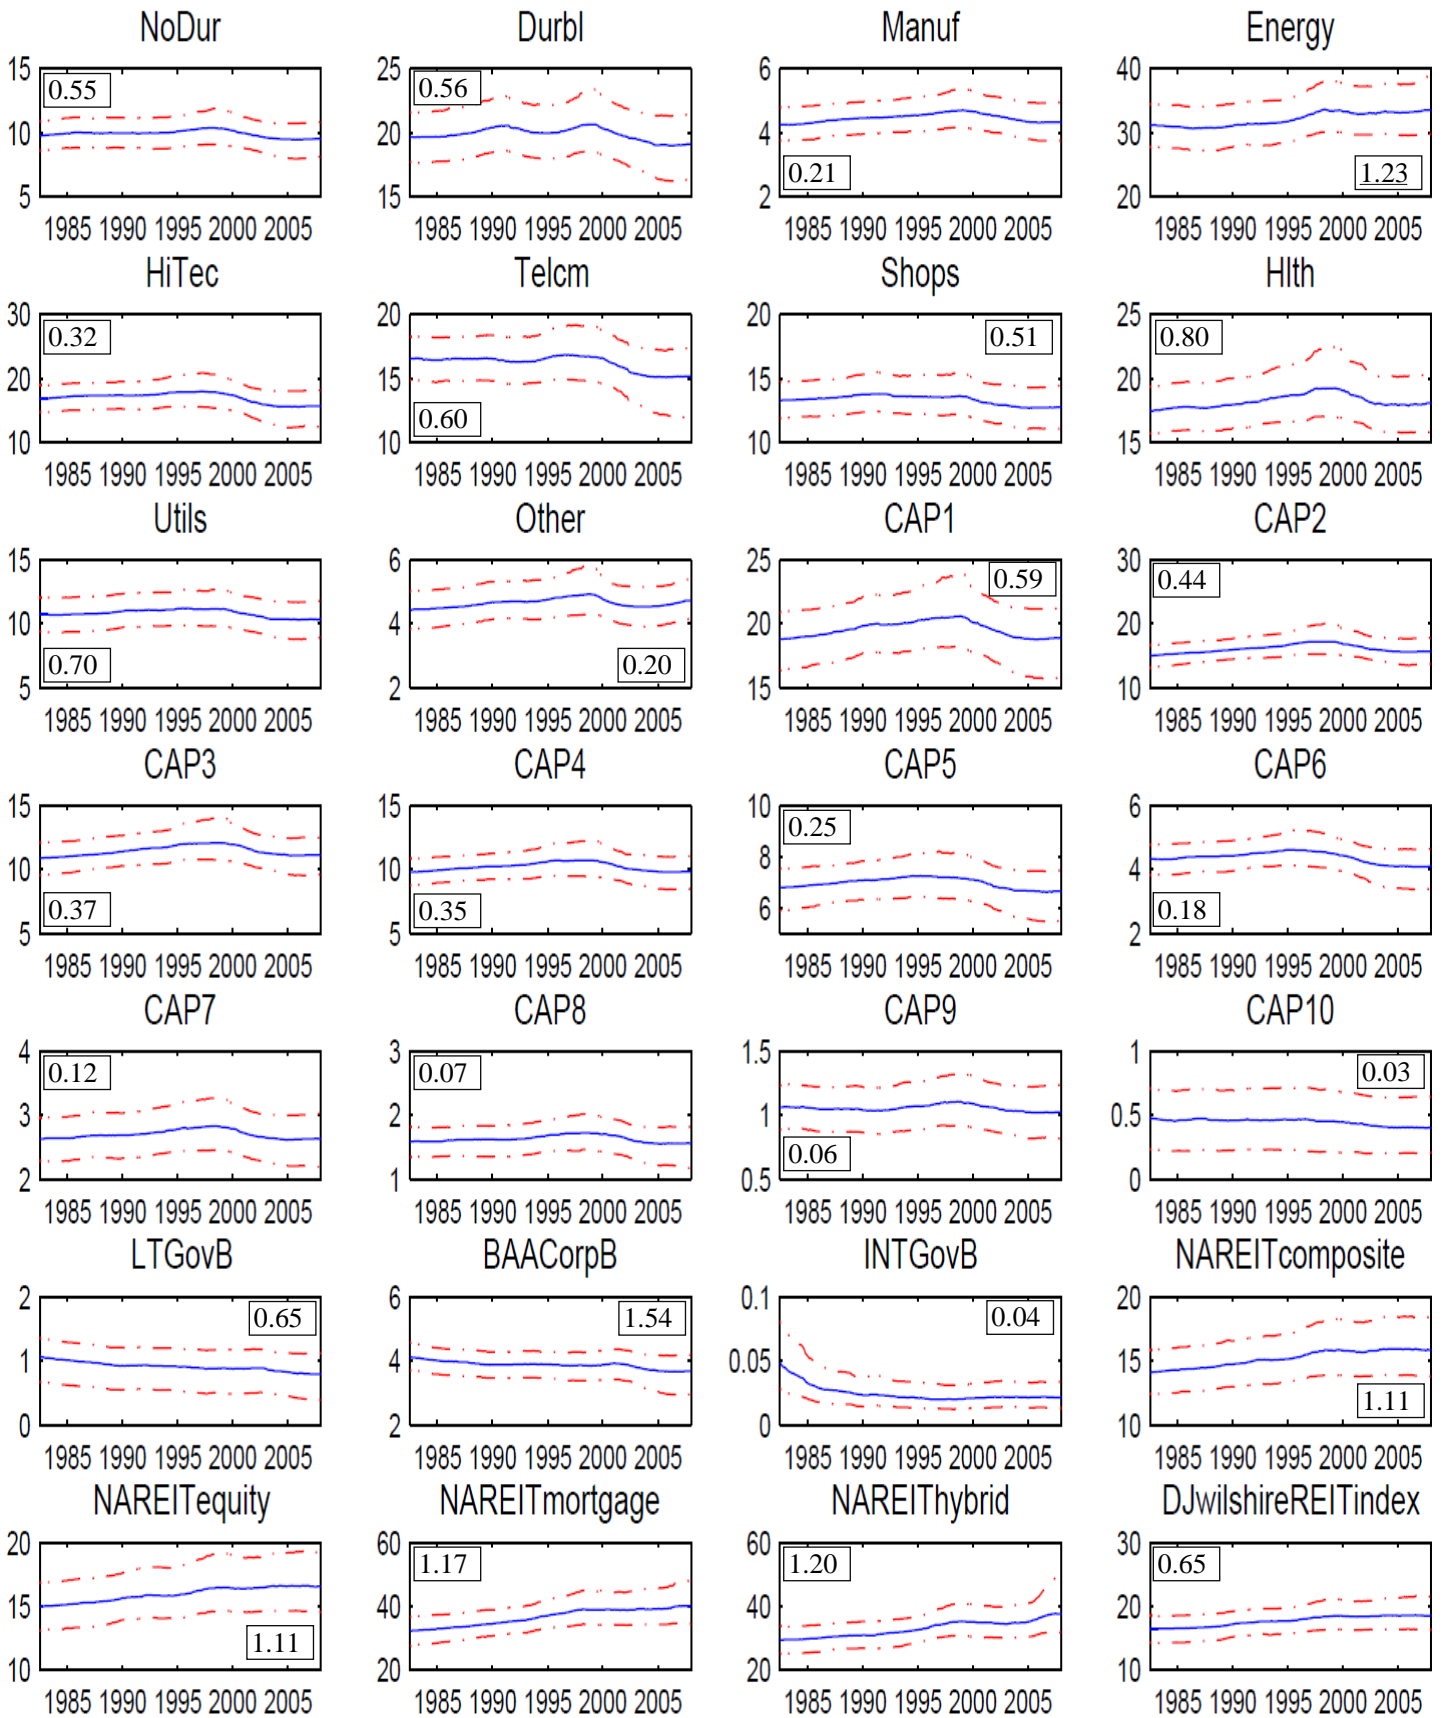 NoDur Durbl Manuf Energy
15 0.55 10 5
25 0.56 20 15
6 4 0.21 2
40 30 1.23 20
1985 1990 1995 2000 2005 1985 1990 1995 2000 2005 1985 1990 1995 2000 2005 1985 1990 1995 2000 2005
HiTec Telcm Shops Hlth
30 0.32 20 10
20 15 0.60 10
20 0.51 15 10
25 0.80 20 15
1985 1990 1995 2000 2005 1985 1990 1995 2000 2005 1985 1990 1995 2000 2005 1985 1990 1995 2000 2005
Utils Other CAP1 CAP2
15 10 0.70 5
6 4 0.20 2
25 0.59 20 15
30 0.44 20 10
1985 1990 1995 2000 2005 1985 1990 1995 2000 2005 1985 1990 1995 2000 2005 1985 1990 1995 2000 2005
CAP3 CAP4 CAP5 CAP6
15 10 0.37 5
15 10 0.35 5
10 0.25 8 6
6 4 0.18 2
1985 1990 1995 2000 2005 1985 1990 1995 2000 2005 1985 1990 1995 2000 2005 1985 1990 1995 2000 2005
CAP7 CAP8 CAP9 CAP10
4 0.12 3 2
3 0.07 2 1
1.5 1 0.06 0.5
1 0.03 0.5 0
1985 1990 1995 2000 2005 1985 1990 1995 2000 2005 1985 1990 1995 2000 2005 1985 1990 1995 2000 2005
LTGovB BAACorpB INTGovB NAREITcomposite
2 0.65 1 0
6 1.54 4 2
0.1 0.04 0.05 0
20 15 1.11 10
1985 1990 1995 2000 2005 1985 1990 1995 2000 2005 1985 1990 1995 2000 2005 1985 1990 1995 2000 2005
NAREITequity NAREITmortgage NAREIThybrid DJwilshireREITindex
20 15 1.11 10
60 1.17 40 20
60 1.20 40 20
30 0.65 20 10
1985 1990 1995 2000 2005 1985 1990 1995 2000 2005 1985 1990 1995 2000 2005 1985 1990 1995 2000 2005